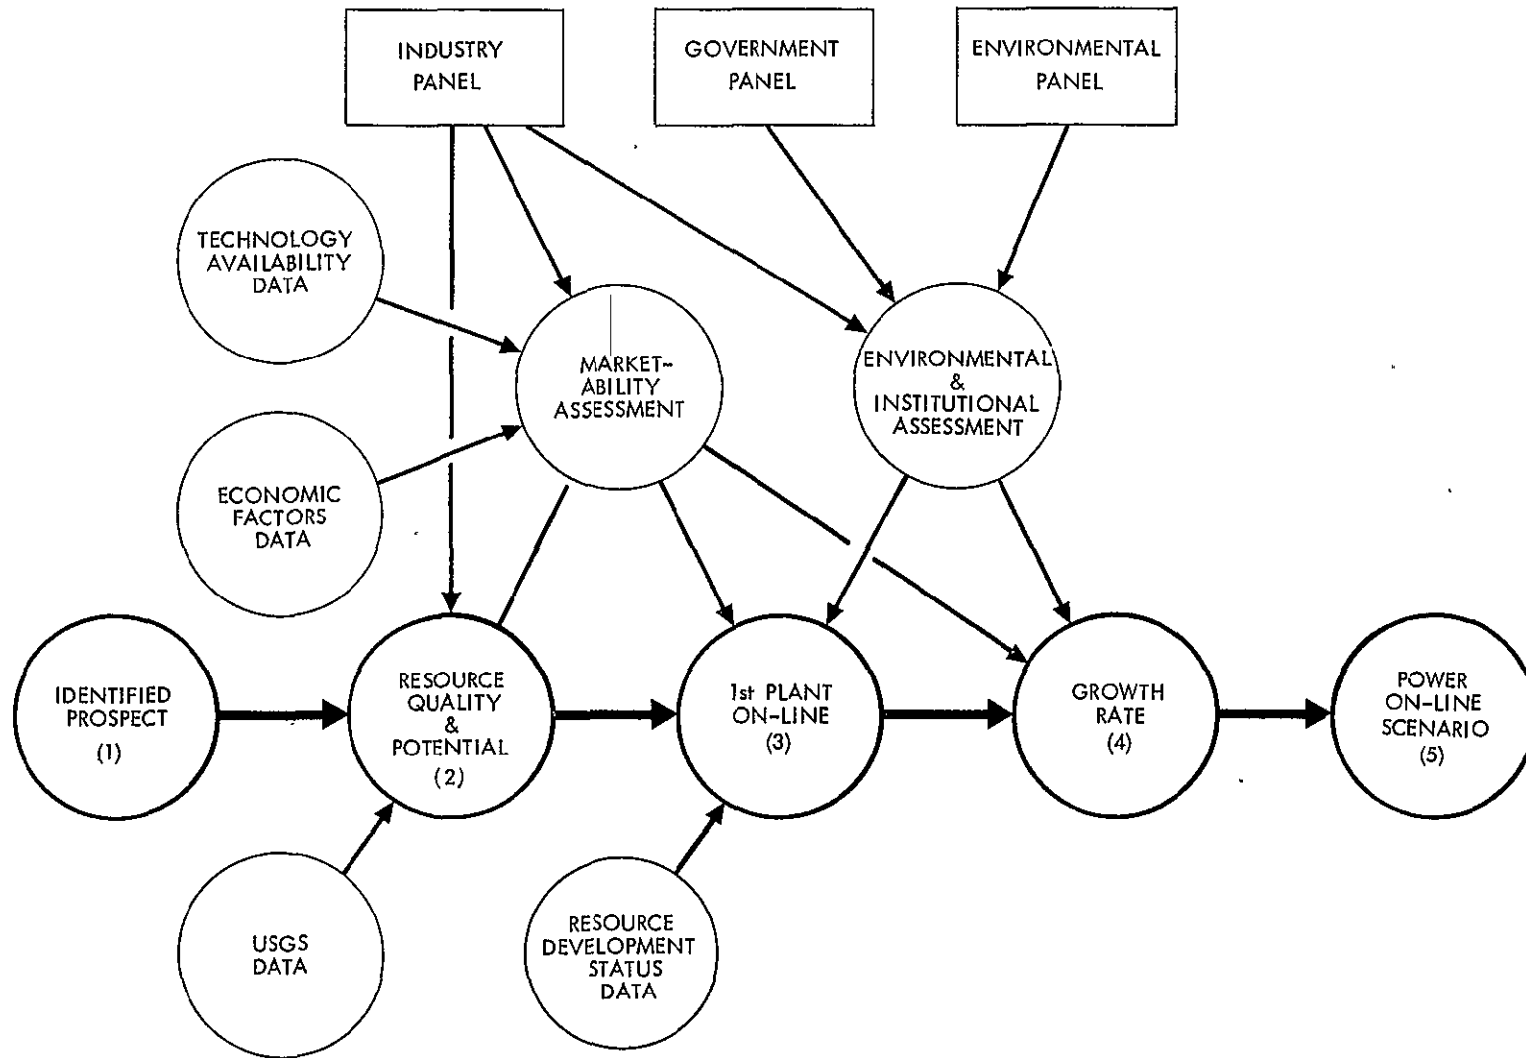 INDUSTRY
PANEL
GOVERNMENT
PANEL
ENVIRONMENTAL
PANEL
TECHNOLOGY
AVAILABILITY
DATA
MARKET-
ABILITY
ASSESSMENT
ENVIRONMENTAL
&
INSTITUTIONAL
ASSESSMENT
ECONOMIC
FACTORS
DATA
IDENTIFIED
PROSPECT
(1)
RESOURCE
QUALITY
&
POTENTIAL
(2)
1st PLANT
ON-LINE
(3)
GROWTH
RATE
(4)
POWER
ON-LINE
SCENARIO
(5)
USGS
DATA
RESOURCE
DEVELOPMENT
STATUS
DATA